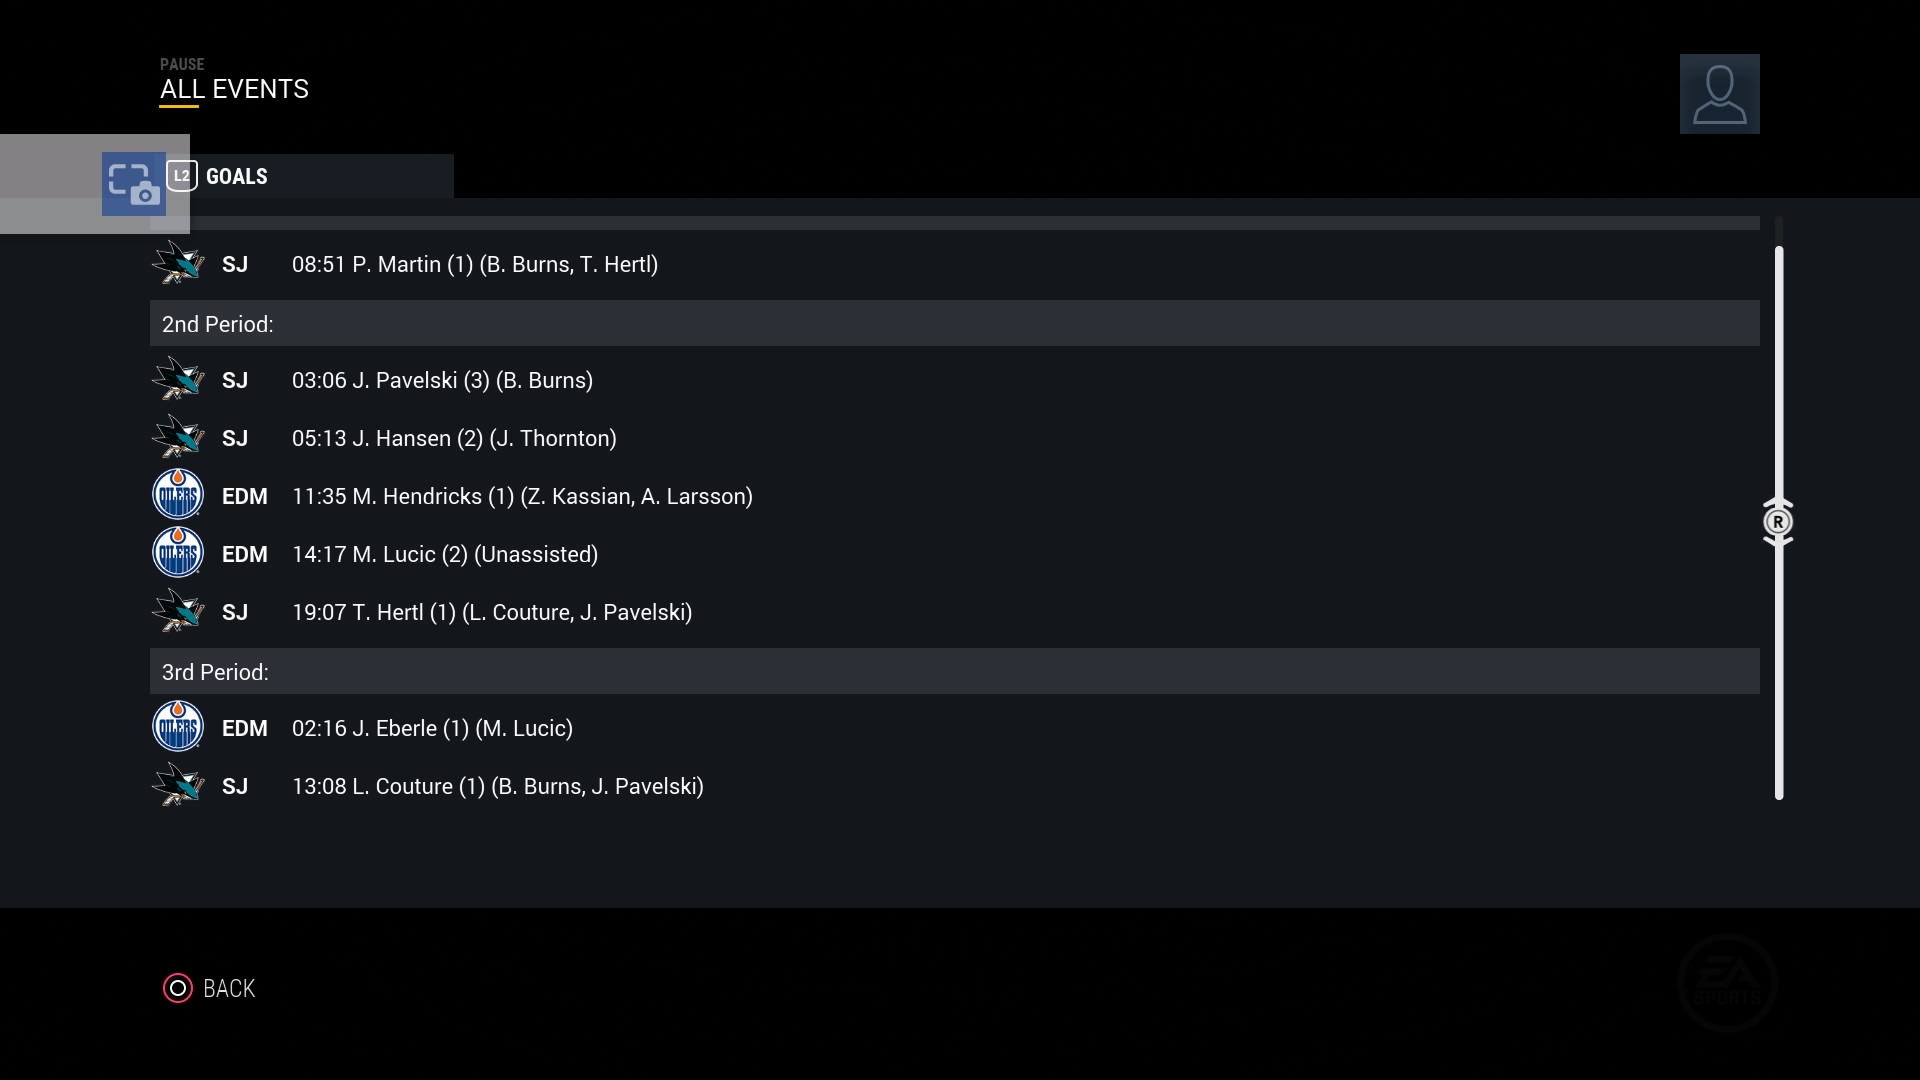 PAUSE
ALL EVENTS
L2 GOALS
SJ 08:51 P. Martin (1) (B. Burns, T. Hertl)
2nd Period:
SJ 03:06 J. Pavelski (3) (B. Burns)
SJ 05:13 J. Hansen (2) (J. Thornton)
OILERS EDM 11:35 M. Hendricks (1) (Z. Kassian, A. Larsson)
OILERS EDM 14:17 M. Lucic (2) (Unassisted)
SJ 19:07 T. Hertl (1) (L. Couture, J. Pavelski)
R
3rd Period:
OILERS EDM 02:16 J. Eberle (1) (M. Lucic)
SJ 13:08 L. Couture (1) (B. Burns, J. Pavelski)
BACK
EA SPORTS